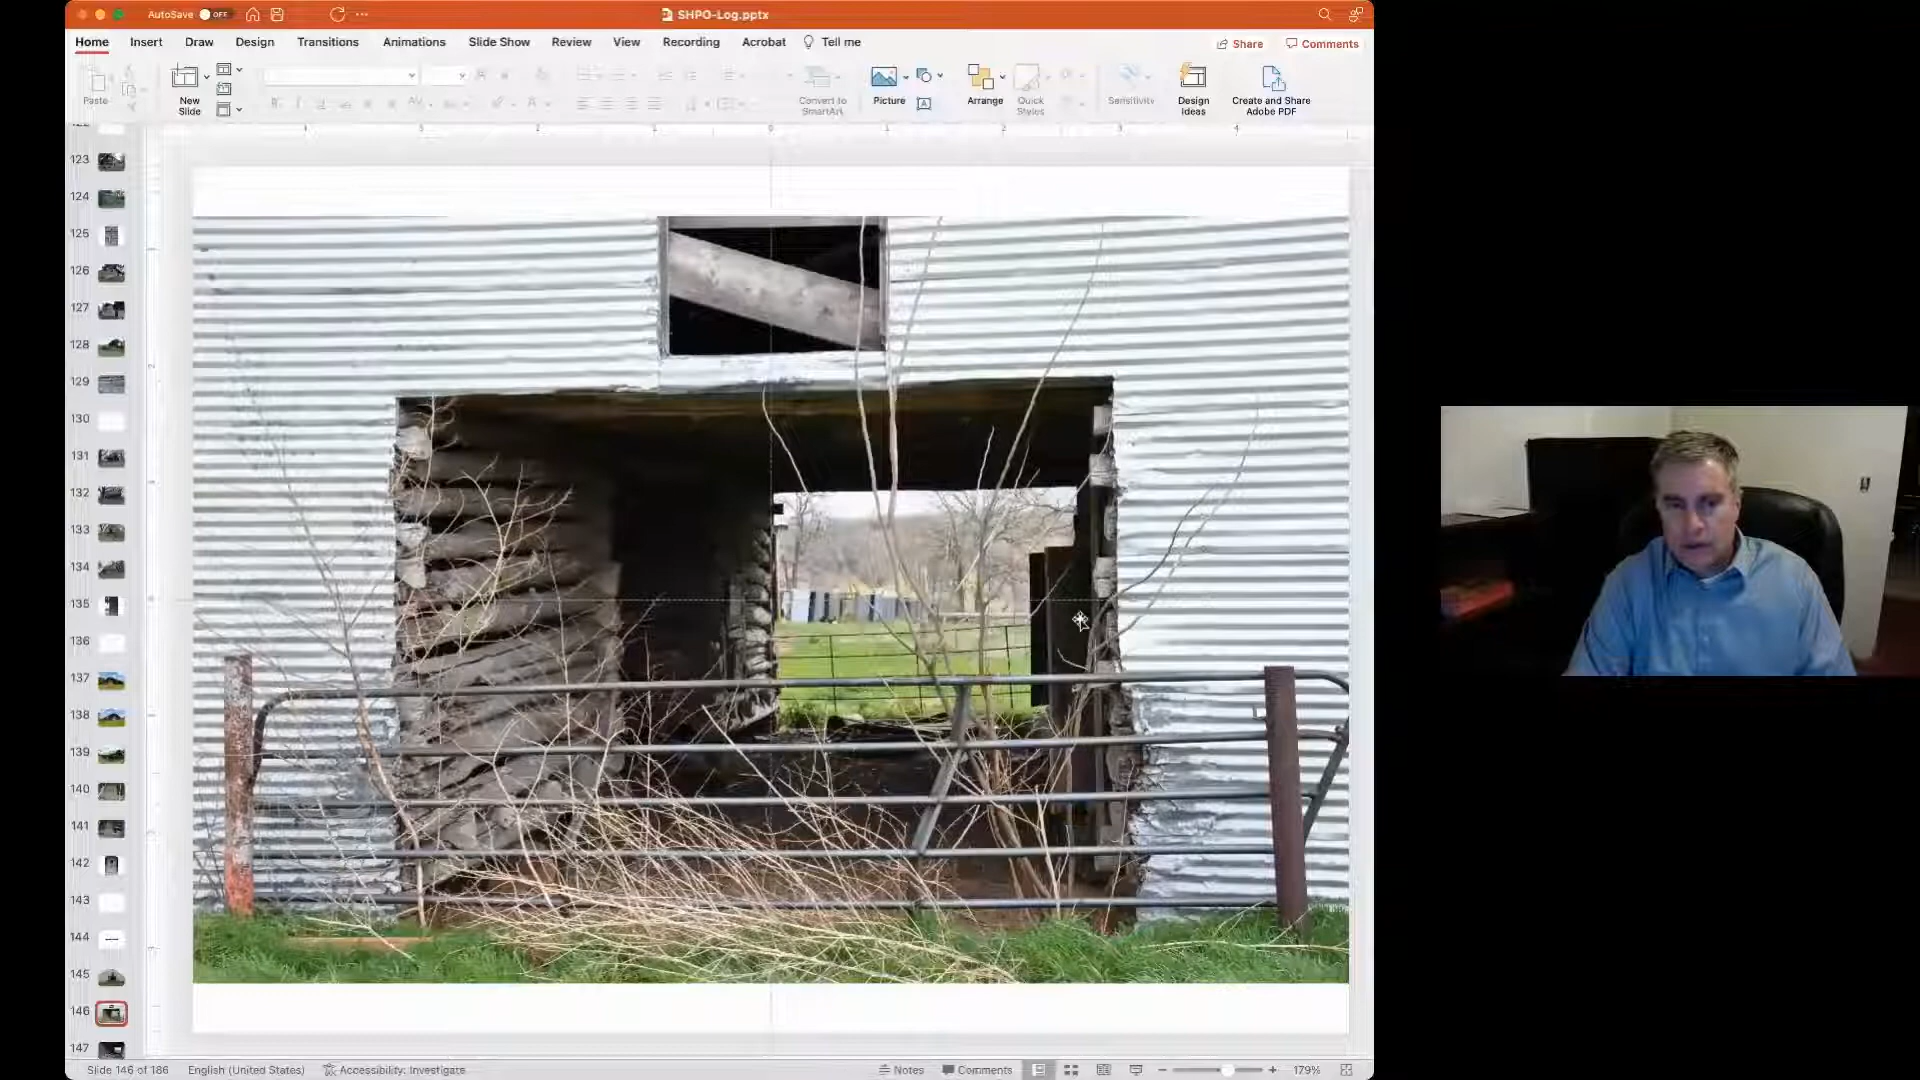 AutoSave OFF
SHPO-Log.pptx
Home Insert Draw Design Transitions Animations Slide Show Review View Recording Acrobat Tell me
Share Comments
Paste
New Slide
Convert to SmartArt
Picture
Arrange
Quick Styles
Sensitivity
Design Ideas
Create and Share Adobe PDF
123
124
125
126
127
128
129
130
131
132
133
134
135
136
137
138
139
140
141
142
143
144
145
146
147
Slide 146 of 186 English (United States) Accessibility: Investigate Notes Comments 179%